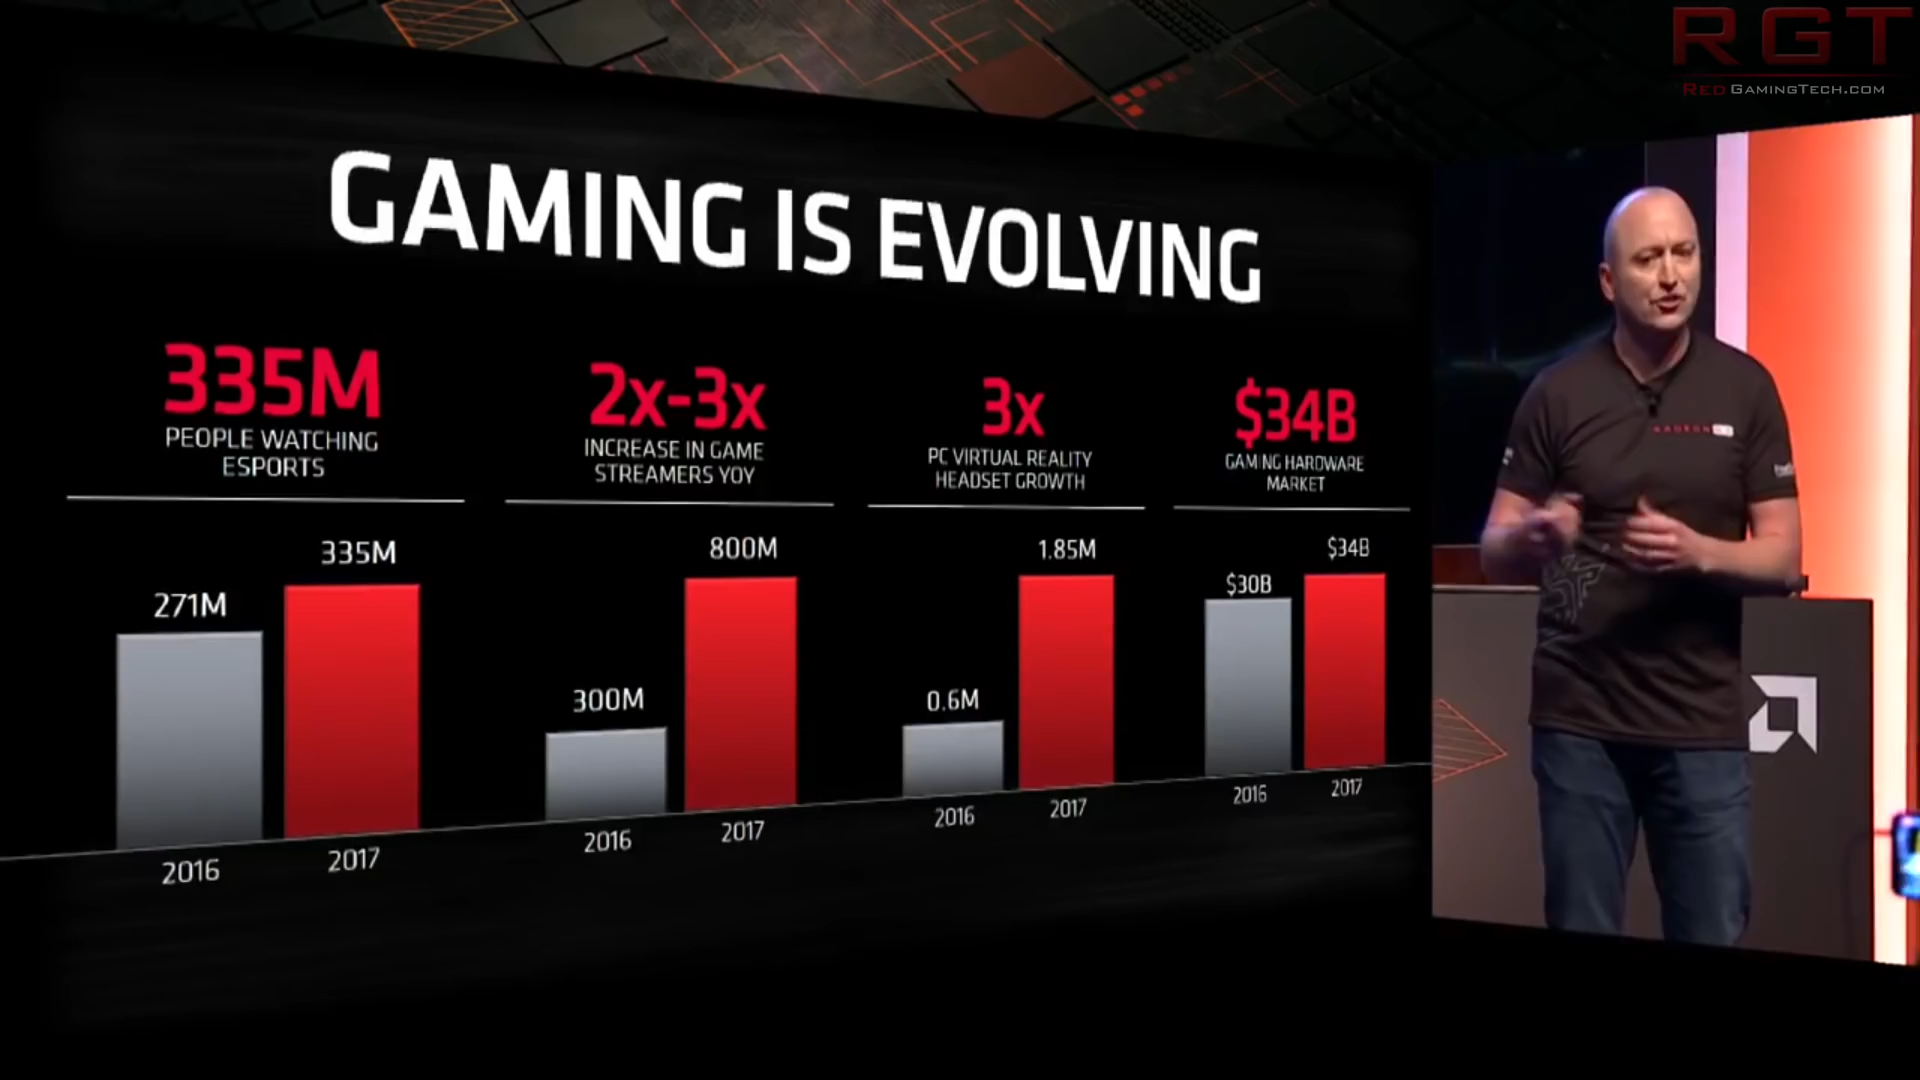 RGT
RedGamingTech.com
GAMING IS EVOLVING
335M
PEOPLE WATCHING
ESPORTS
335M
271M
2016
2017
2x-3x
INCREASE IN GAME
STREAMERS YOY
800M
300M
2016
2017
3x
PC VIRTUAL REALITY
HEADSET GROWTH
1.85M
0.6M
2016
2017
$34B
GAMING HARDWARE
MARKET
$34B
$30B
2016
2017
RADEON